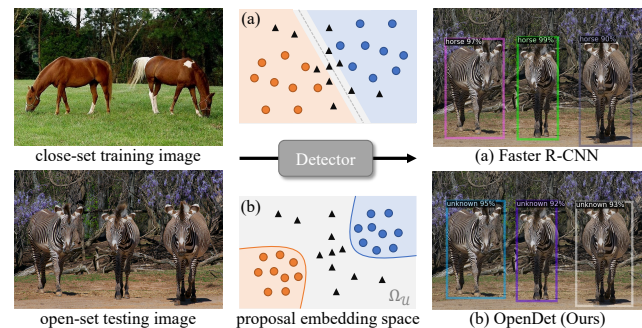 (a)
horse 97%
horse 99%
horse 90%
close-set training image
Detector
(a) Faster R-CNN
(b)
unknown 95%
unknown 92%
unknown 93%
Ω𝒰
open-set testing image
proposal embedding space
(b) OpenDet (Ours)